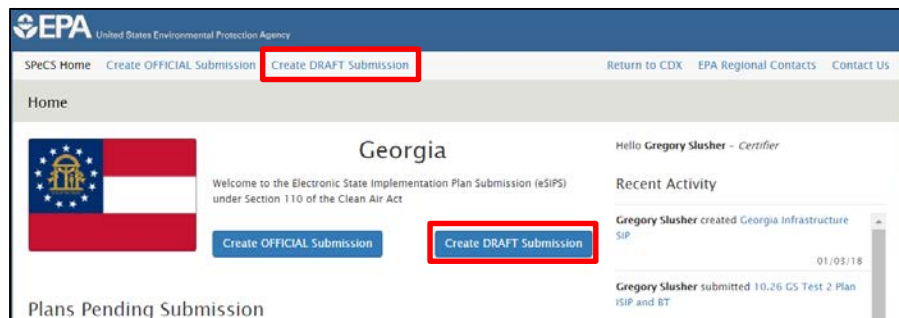 EPA United States Environmental Protection Agency
SPeCS Home Create OFFICIAL Submission Create DRAFT Submission Return to CDX EPA Regional Contacts Contact Us
Home
Georgia
Welcome to the Electronic State Implementation Plan Submission (eSIPS)
under Section 110 of the Clean Air Act
Create OFFICIAL Submission Create DRAFT Submission
Plans Pending Submission
Hello Gregory Slusher – Certifier
Recent Activity
Gregory Slusher created Georgia Infrastructure
SIP
01/03/18
Gregory Slusher submitted 10.26 GS Test 2 Plan
ISIP and BT